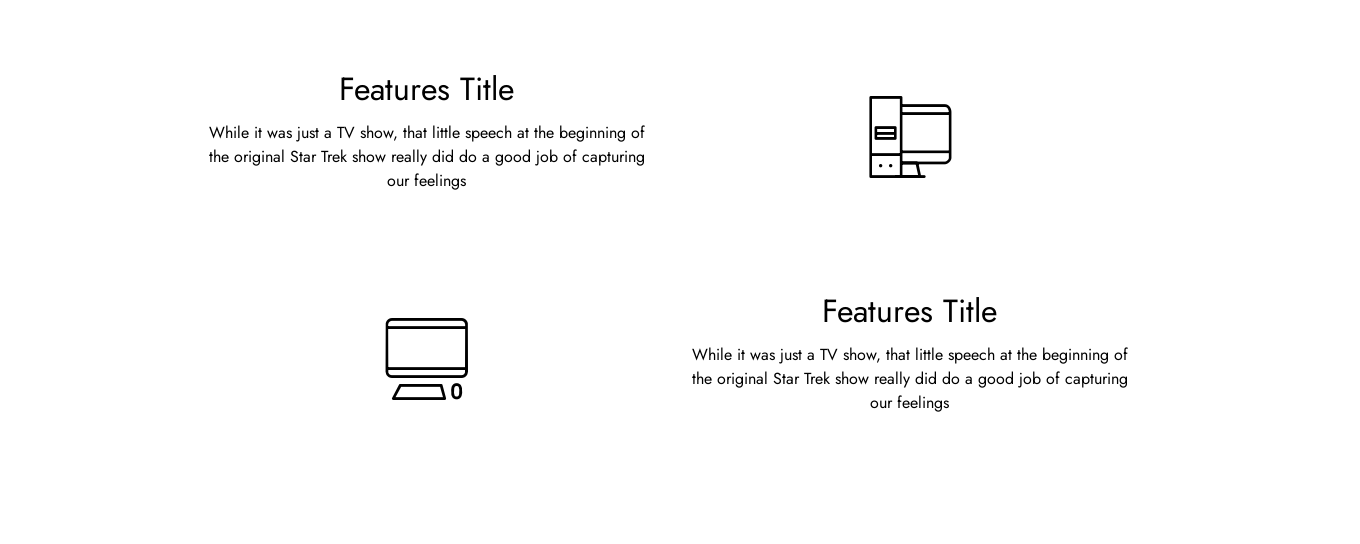 Features Title
While it was just a TV show, that little speech at the beginning of
the original Star Trek show really did do a good job of capturing
our feelings
Features Title
While it was just a TV show, that little speech at the beginning of
the original Star Trek show really did do a good job of capturing
our feelings